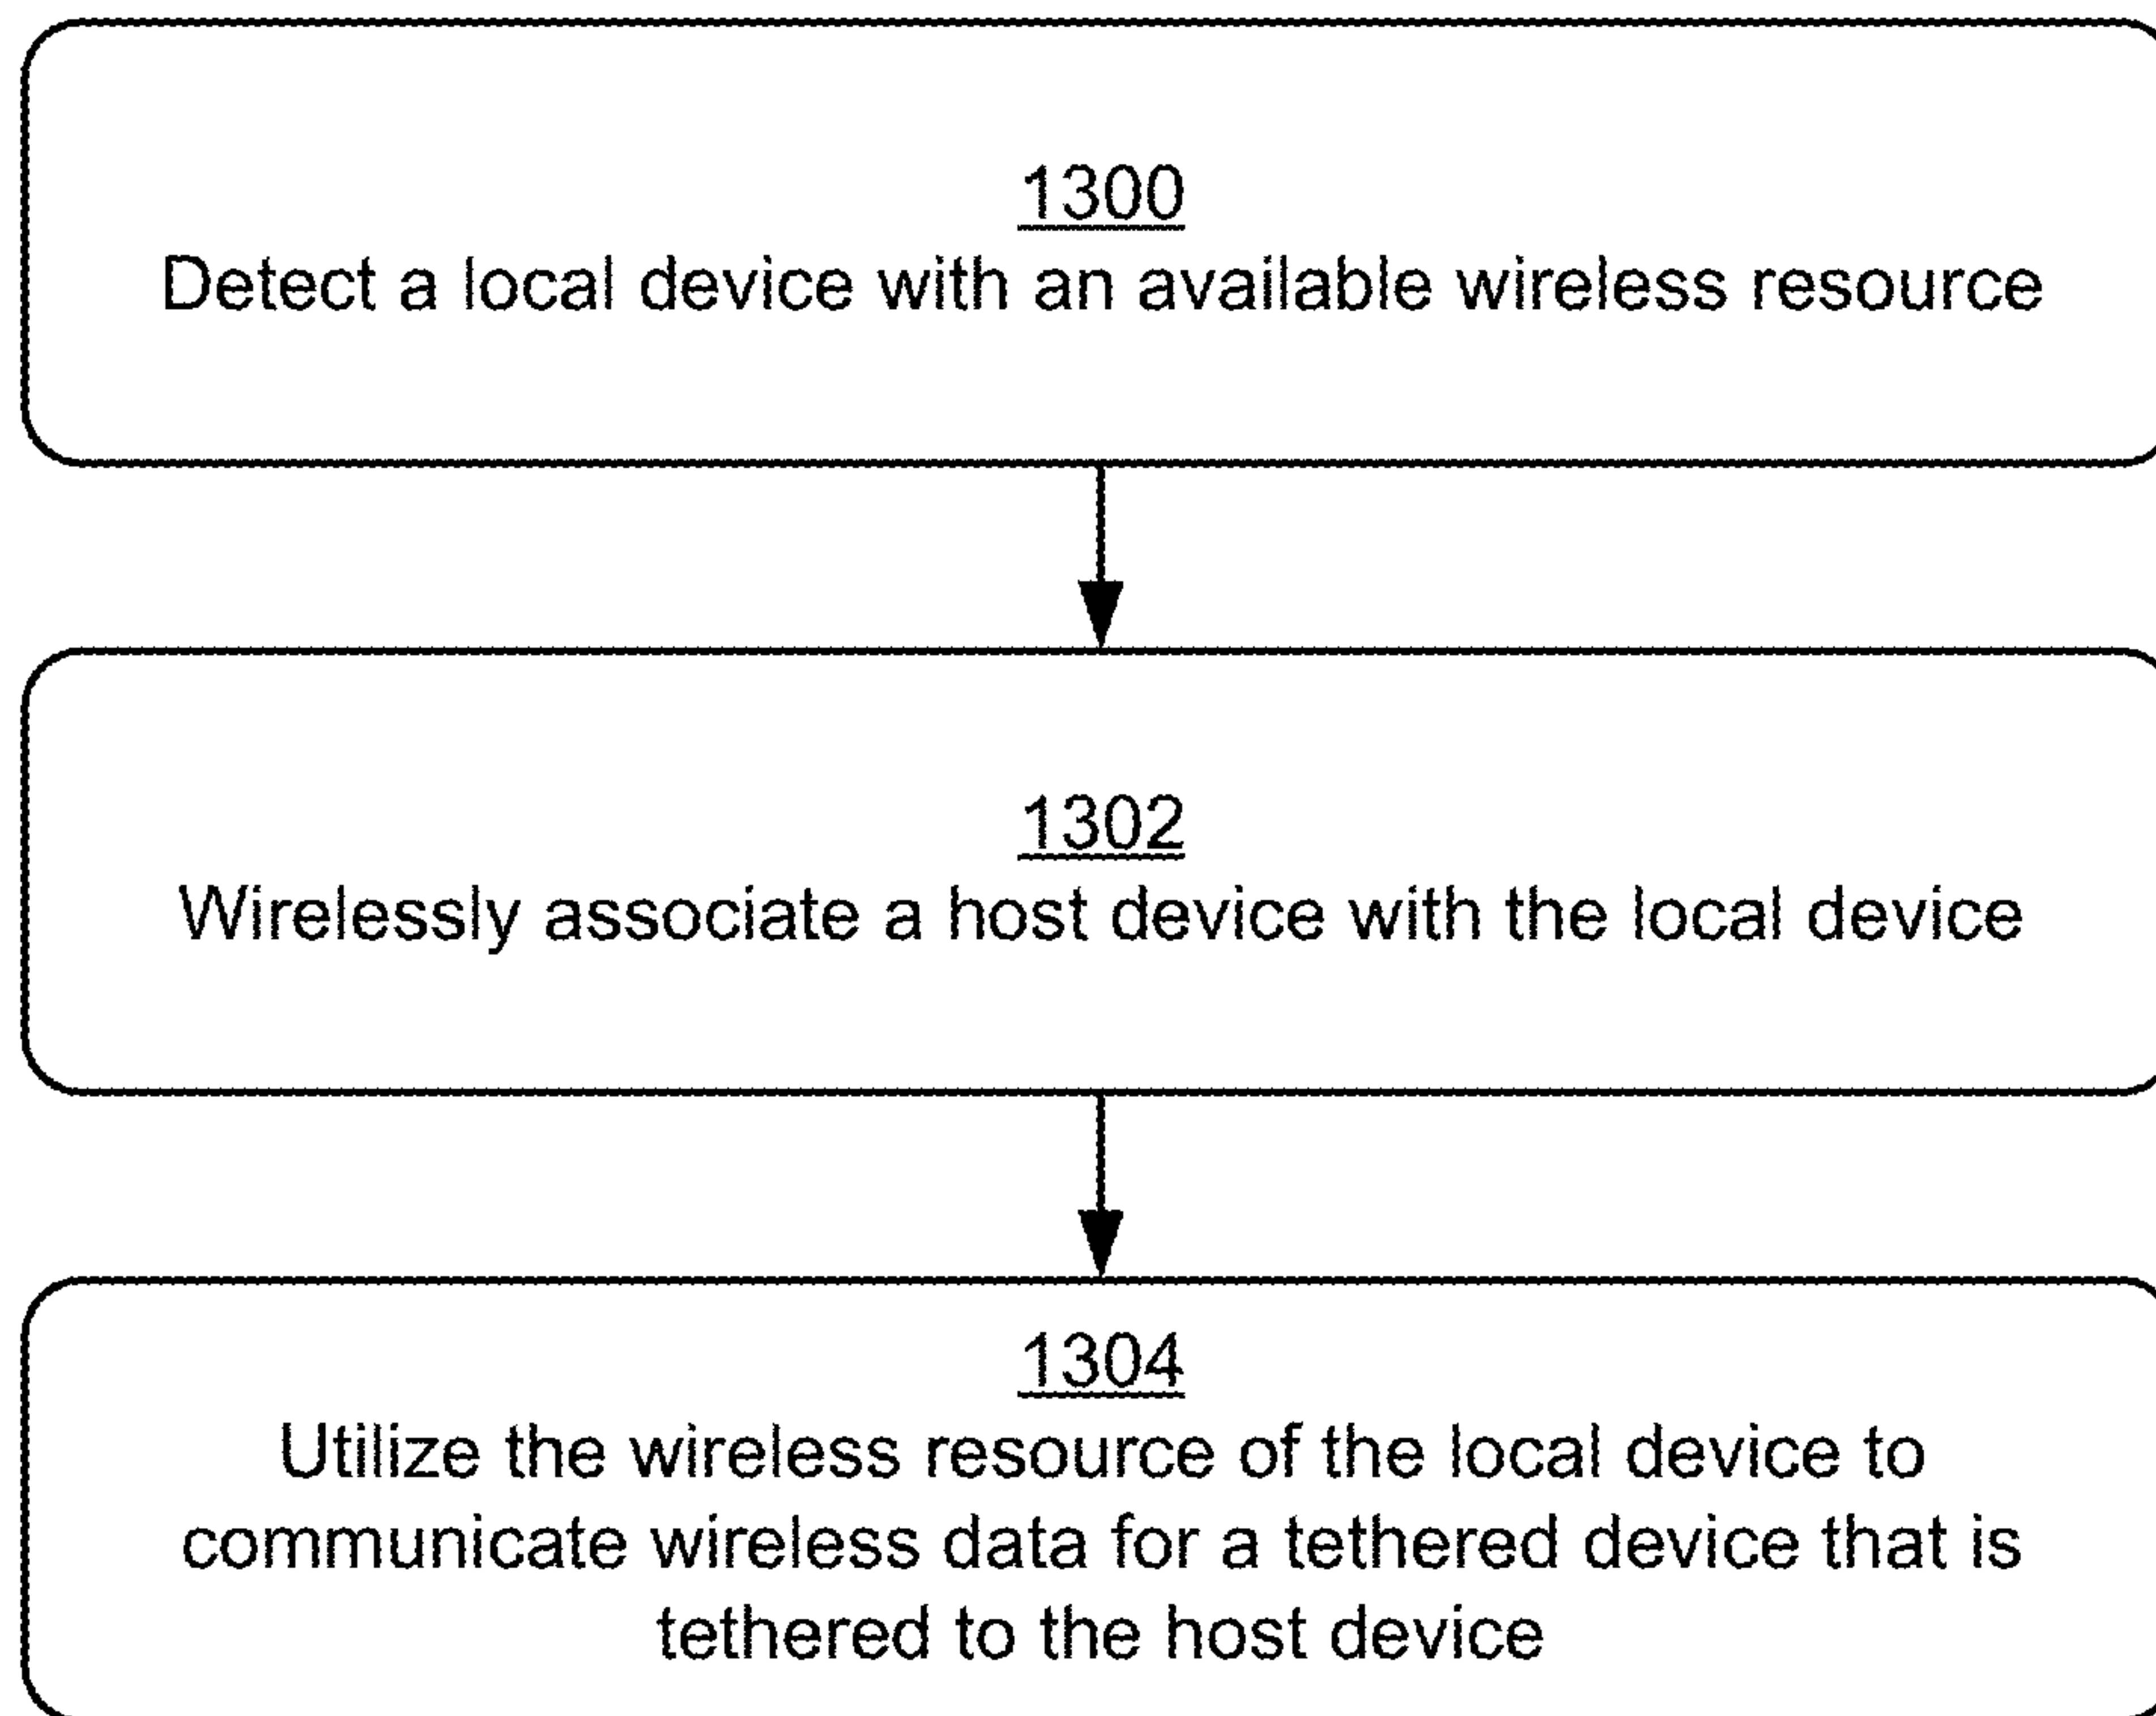 1300
Detect a local device with an available wireless resource
1302
Wirelessly associate a host device with the local device
1304
Utilize the wireless resource of the local device to
communicate wireless data for a tethered device that is
tethered to the host device